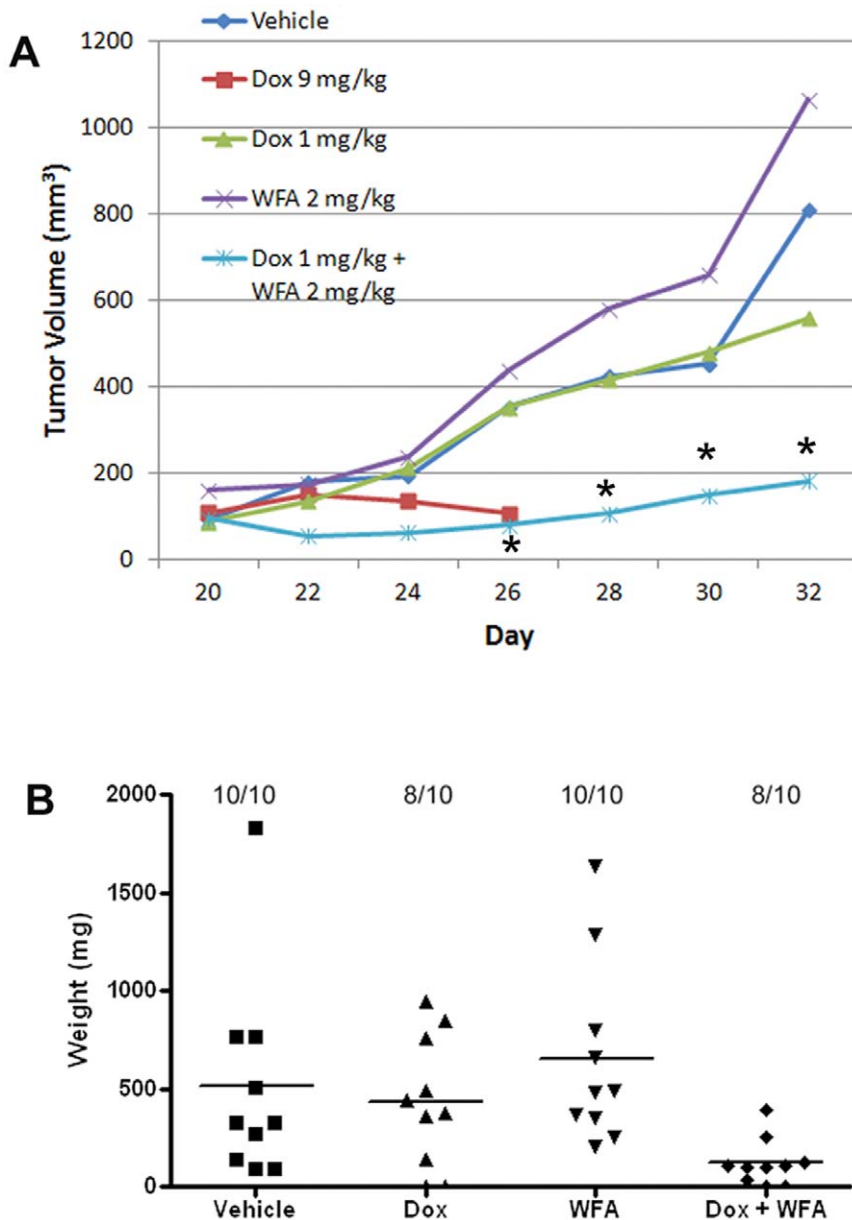 A
Vehicle
Dox 9 mg/kg
Dox 1 mg/kg
WFA 2 mg/kg
Dox 1 mg/kg +
WFA 2 mg/kg
Tumor Volume (mm³)
1200
1000
800
600
400
200
0
* * * *
20 22 24 26 28 30 32
Day
B
10/10 8/10 10/10 8/10
Weight (mg)
2000
1500
1000
500
0
Vehicle Dox WFA Dox + WFA